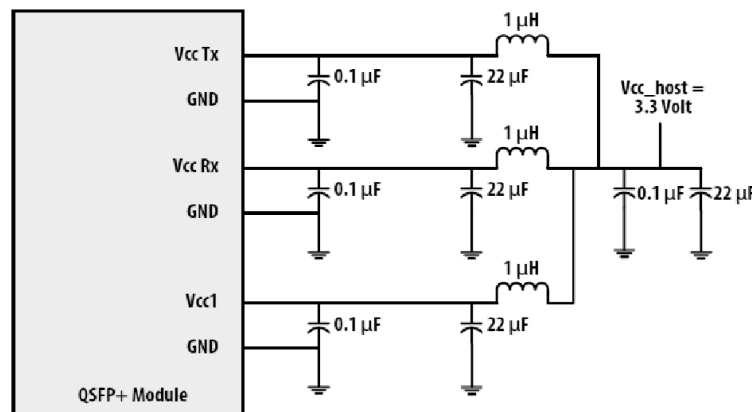 1 μH
Vcc Tx
0.1 μF
22 μF
GND
Vcc_host =
3.3 Volt
1 μH
Vcc Rx
0.1 μF
22 μF
0.1 μF
22 μF
GND
1 μH
Vcc1
0.1 μF
22 μF
GND
QSFP+ Module